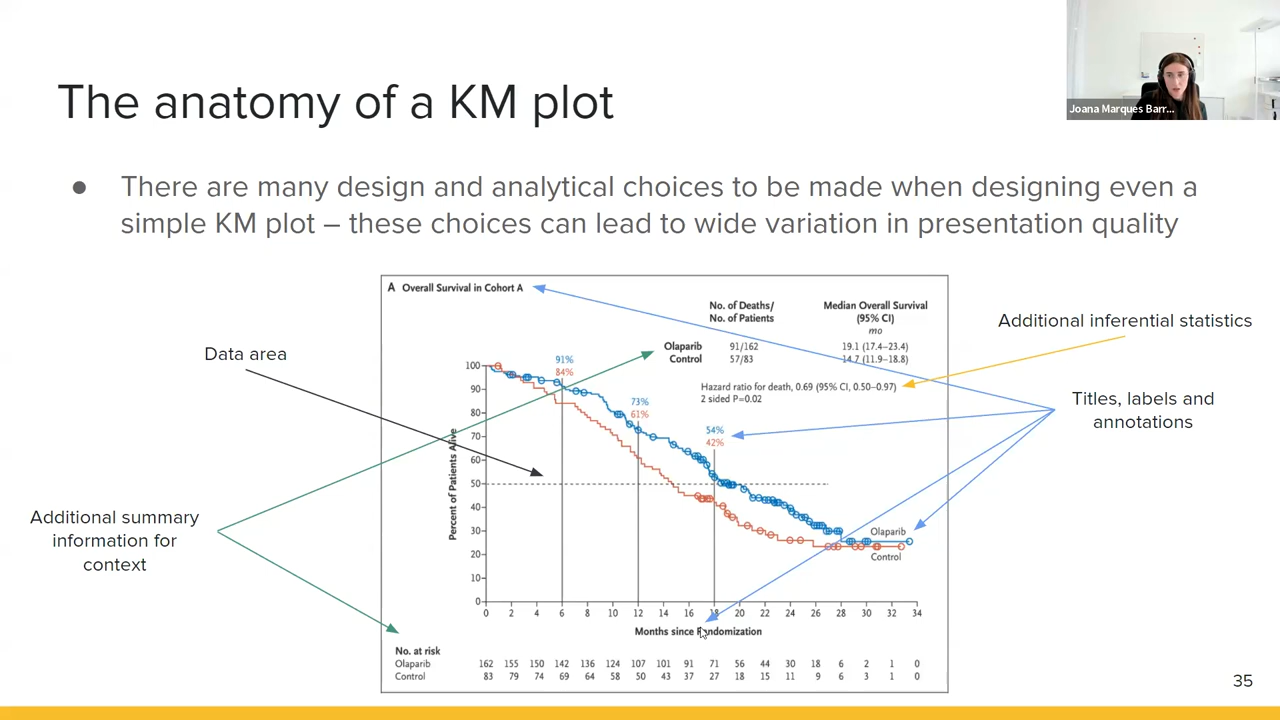 Joana Marques Barr...
The anatomy of a KM plot
● There are many design and analytical choices to be made when designing even a
simple KM plot – these choices can lead to wide variation in presentation quality
A Overall Survival in Cohort A
No. of Deaths/
No. of Patients
Median Overall Survival
(95% CI)
mo
Olaparib 91/162 19.1 (17.4–23.4)
Control 57/83 14.7 (11.9–18.8)
Hazard ratio for death, 0.69 (95% CI, 0.50–0.97)
2 sided P=0.02
Additional inferential statistics
Data area
Titles, labels and
annotations
Additional summary
information for
context
Percent of Patients Alive
100
90
80
70
60
50
40
30
20
10
0
91%
84%
73%
61%
54%
42%
Olaparib
Control
0 2 4 6 8 10 12 14 16 18 20 22 24 26 28 30 32 34
Months since Randomization
No. at risk
Olaparib 162 155 150 142 136 124 107 101 91 71 56 44 30 18 6 2 1 0
Control 83 79 74 69 64 58 50 43 37 27 18 15 11 9 6 3 1 0
35